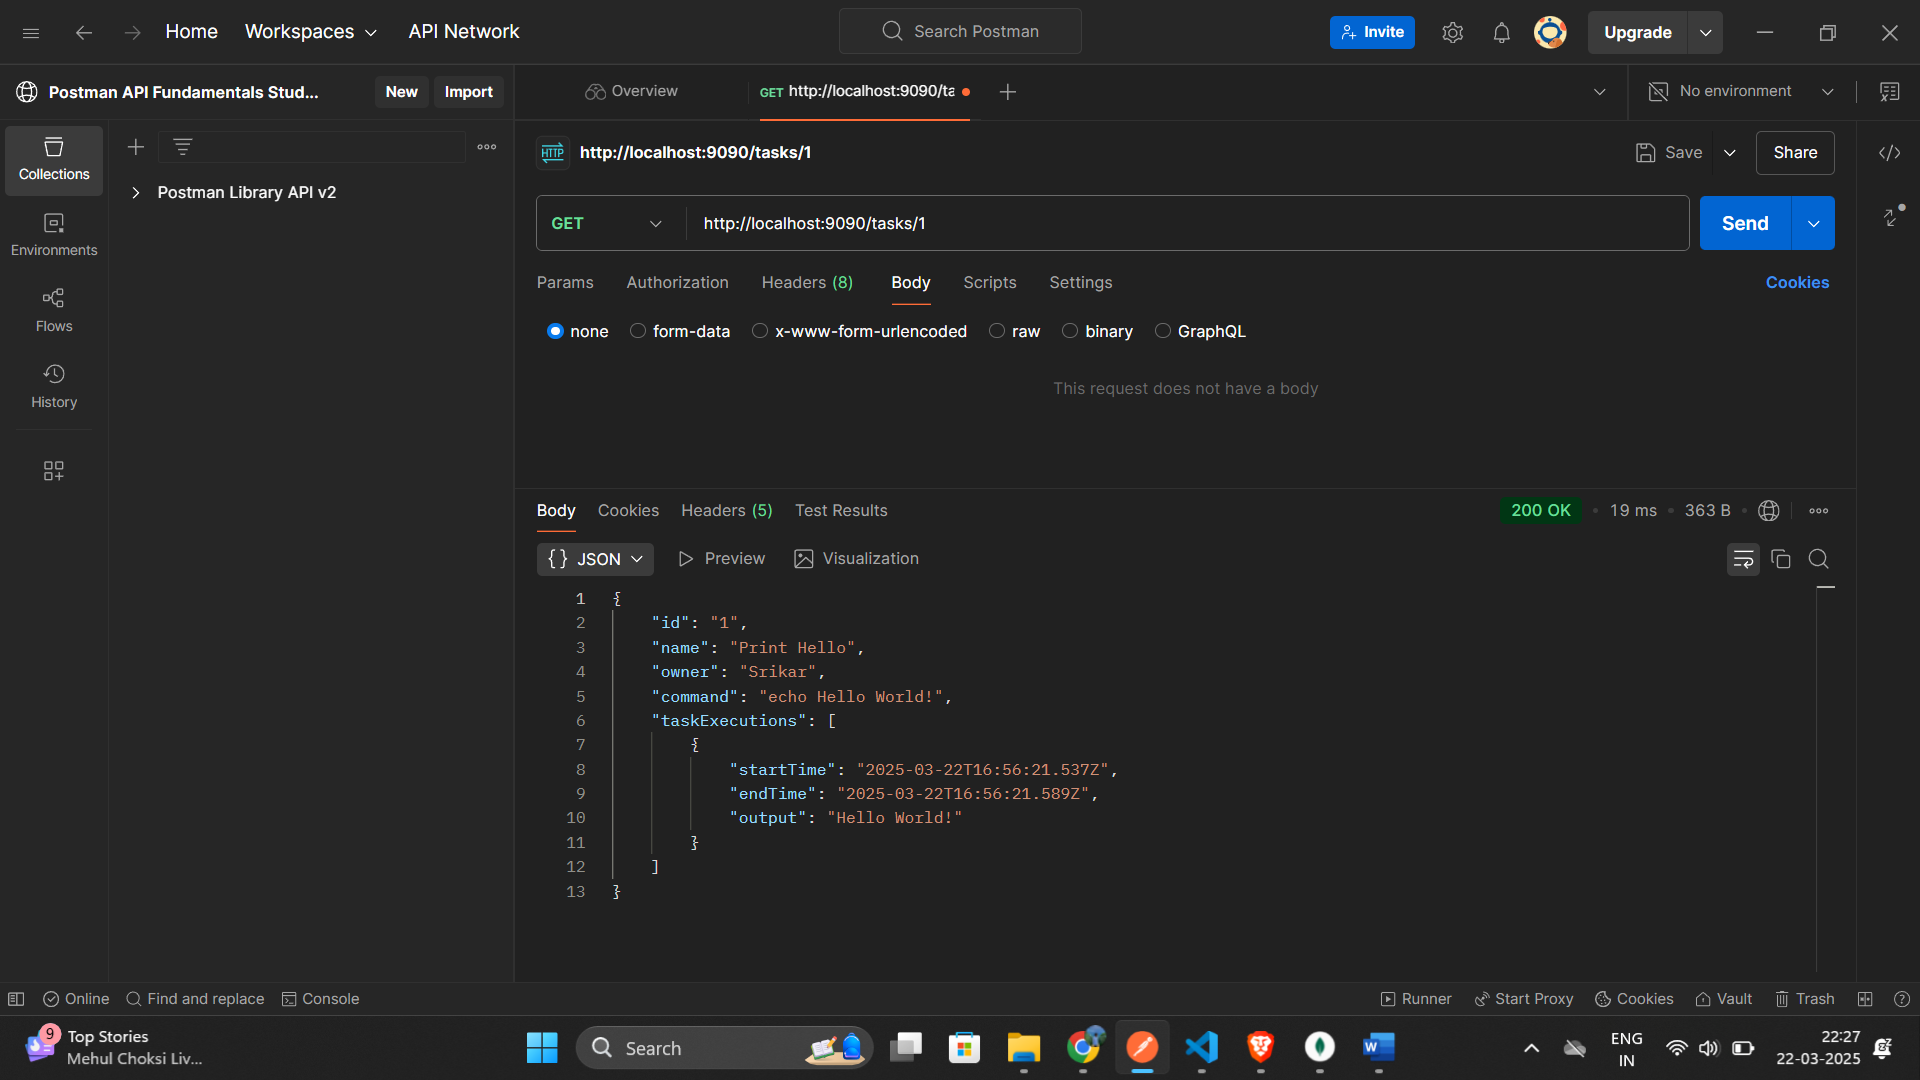 Home
Workspaces
API Network
Search Postman
Invite
Upgrade
Postman API Fundamentals Stud...
New
Import
Overview
GET http://localhost:9090/ta
No environment
Collections
Environments
Flows
History
Postman Library API v2
HTTP
http://localhost:9090/tasks/1
Save
Share
GET
http://localhost:9090/tasks/1
Send
Params
Authorization
Headers (8)
Body
Scripts
Settings
Cookies
none
form-data
x-www-form-urlencoded
raw
binary
GraphQL
This request does not have a body
Body
Cookies
Headers (5)
Test Results
200 OK
19 ms
363 B
{} JSON
Preview
Visualization
1 {
2 "id": "1",
3 "name": "Print Hello",
4 "owner": "Srikar",
5 "command": "echo Hello World!",
6 "taskExecutions": [
7 {
8 "startTime": "2025-03-22T16:56:21.537Z",
9 "endTime": "2025-03-22T16:56:21.589Z",
10 "output": "Hello World!"
11 }
12 ]
13 }
Online
Find and replace
Console
Runner
Start Proxy
Cookies
Vault
Trash
9
Top Stories
Mehul Choksi Liv...
Search
W
ENG
IN
22:27
22-03-2025